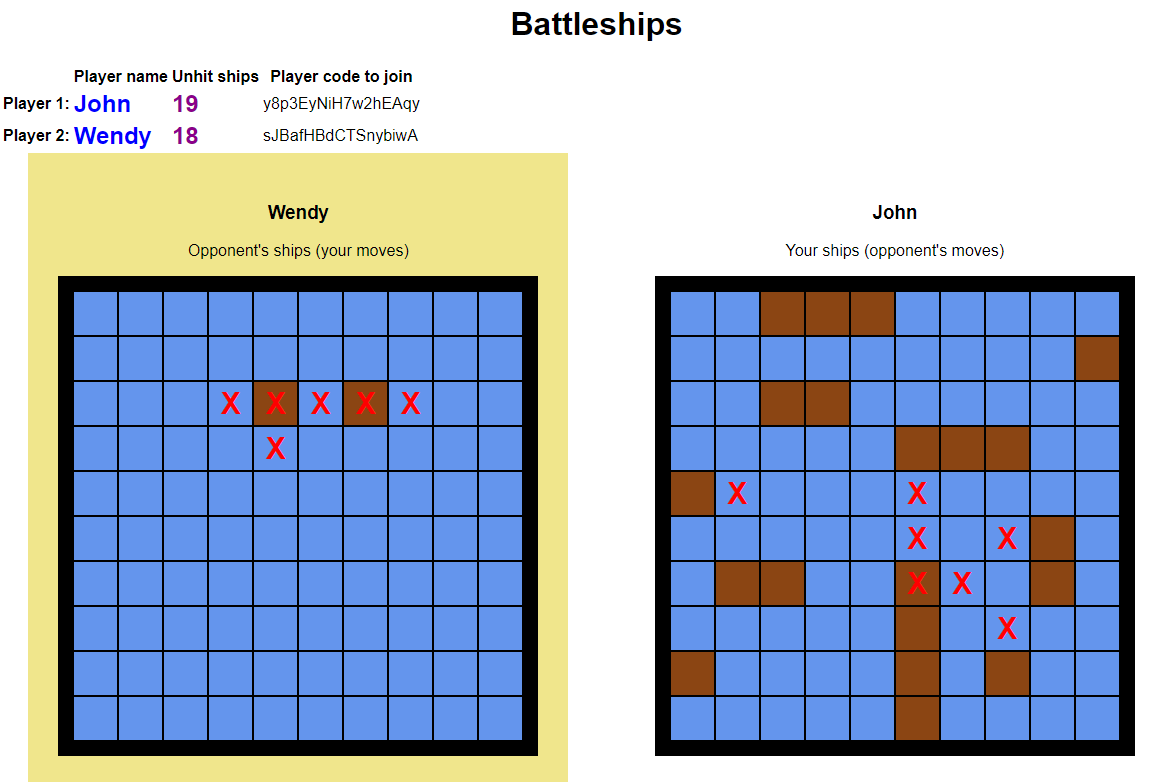 Battleships
Player name Unhit ships Player code to join
Player 1: John 19 y8p3EyNiH7w2hEAqy
Player 2: Wendy 18 sJBafHBdCTSnybiwA
Wendy
Opponent's ships (your moves)
X X X X X
X
John
Your ships (opponent's moves)
X X
X X
X X
X